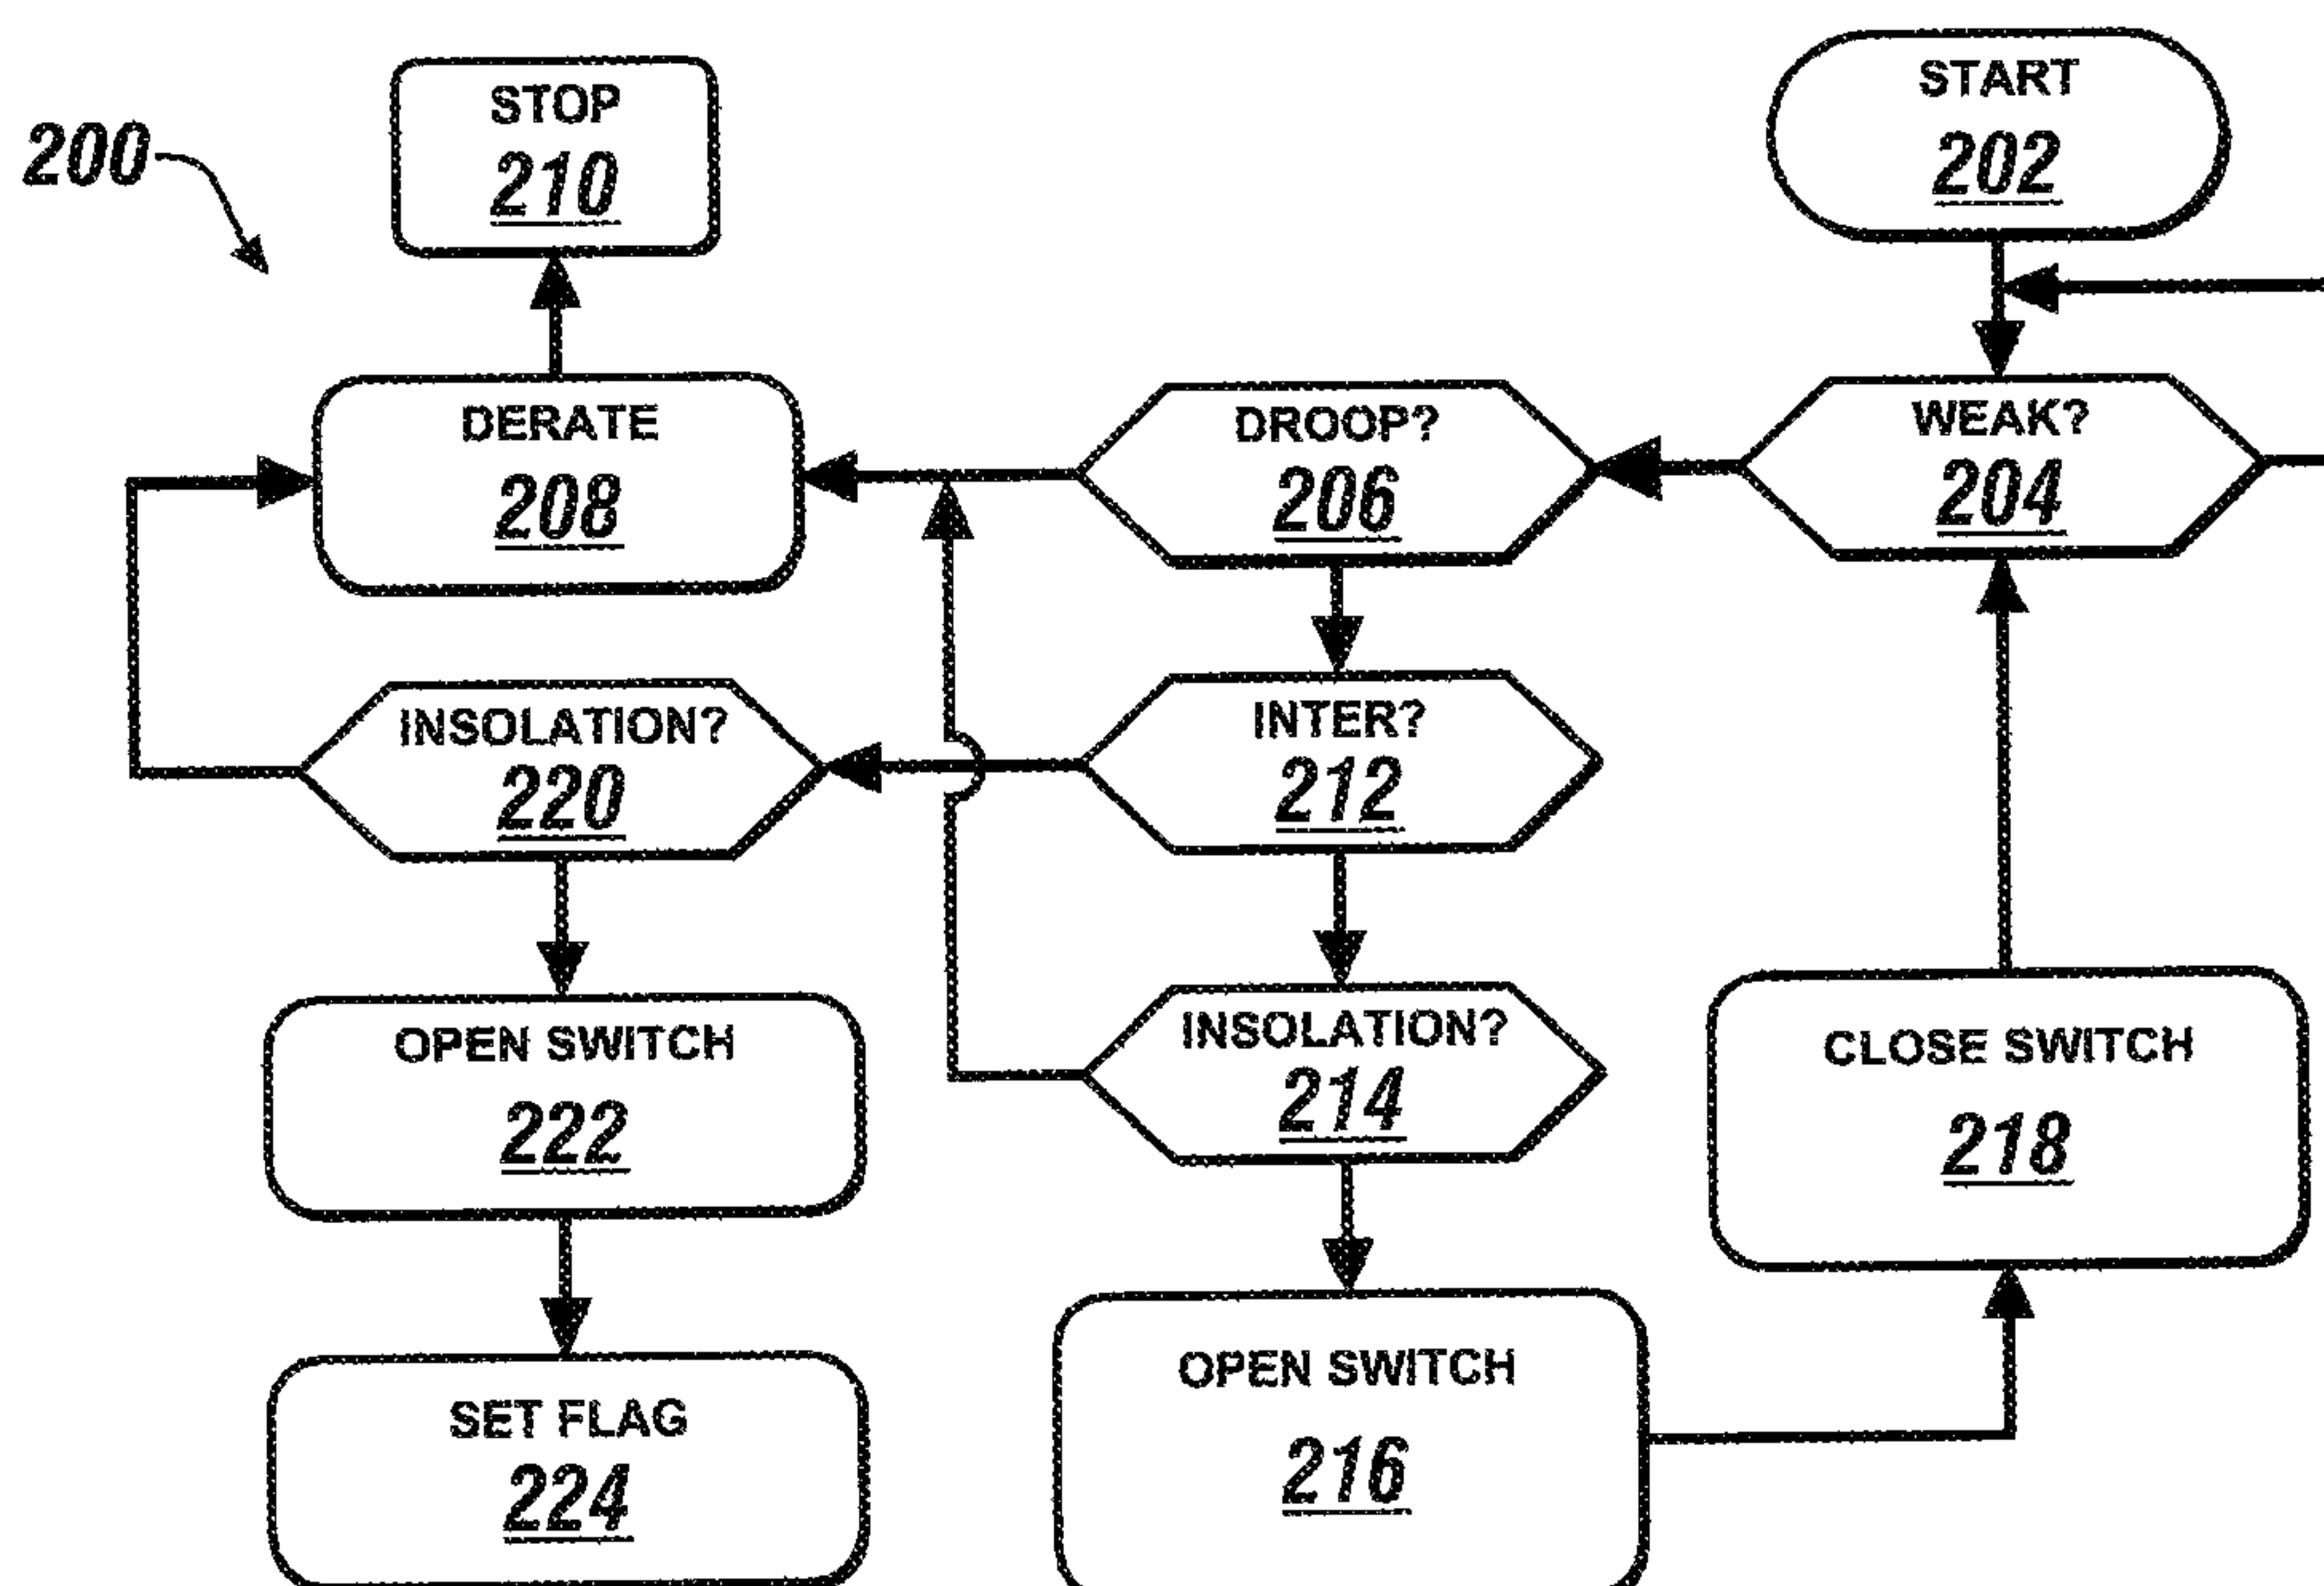 200
STOP
210
START
202
DERATE
208
DROOP?
206
WEAK?
204
INSOLATION?
220
INTER?
212
OPEN SWITCH
222
INSOLATION?
214
CLOSE SWITCH
218
SET FLAG
224
OPEN SWITCH
216